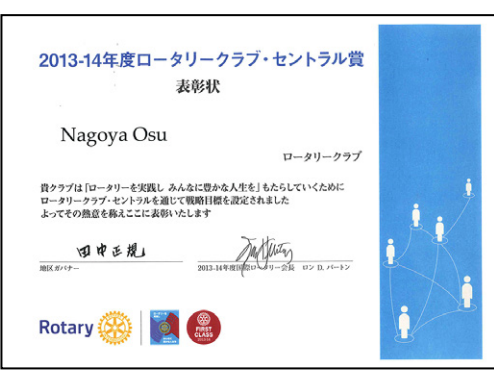 2013-14年度ロータリークラブ・セントラル賞
表彰状
Nagoya Osu
ロータリークラブ
貴クラブは「ロータリーを実践し みんなに豊かな人生を」もたらしていくために
ロータリークラブ・セントラルを通じて戦略目標を設定されました
よってその熱意を称えここに表彰いたします
田中正規
地区ガバナー
2013-14年度国際ロータリー会長 ロン D. バートン
Rotary
FIRST
CLASS